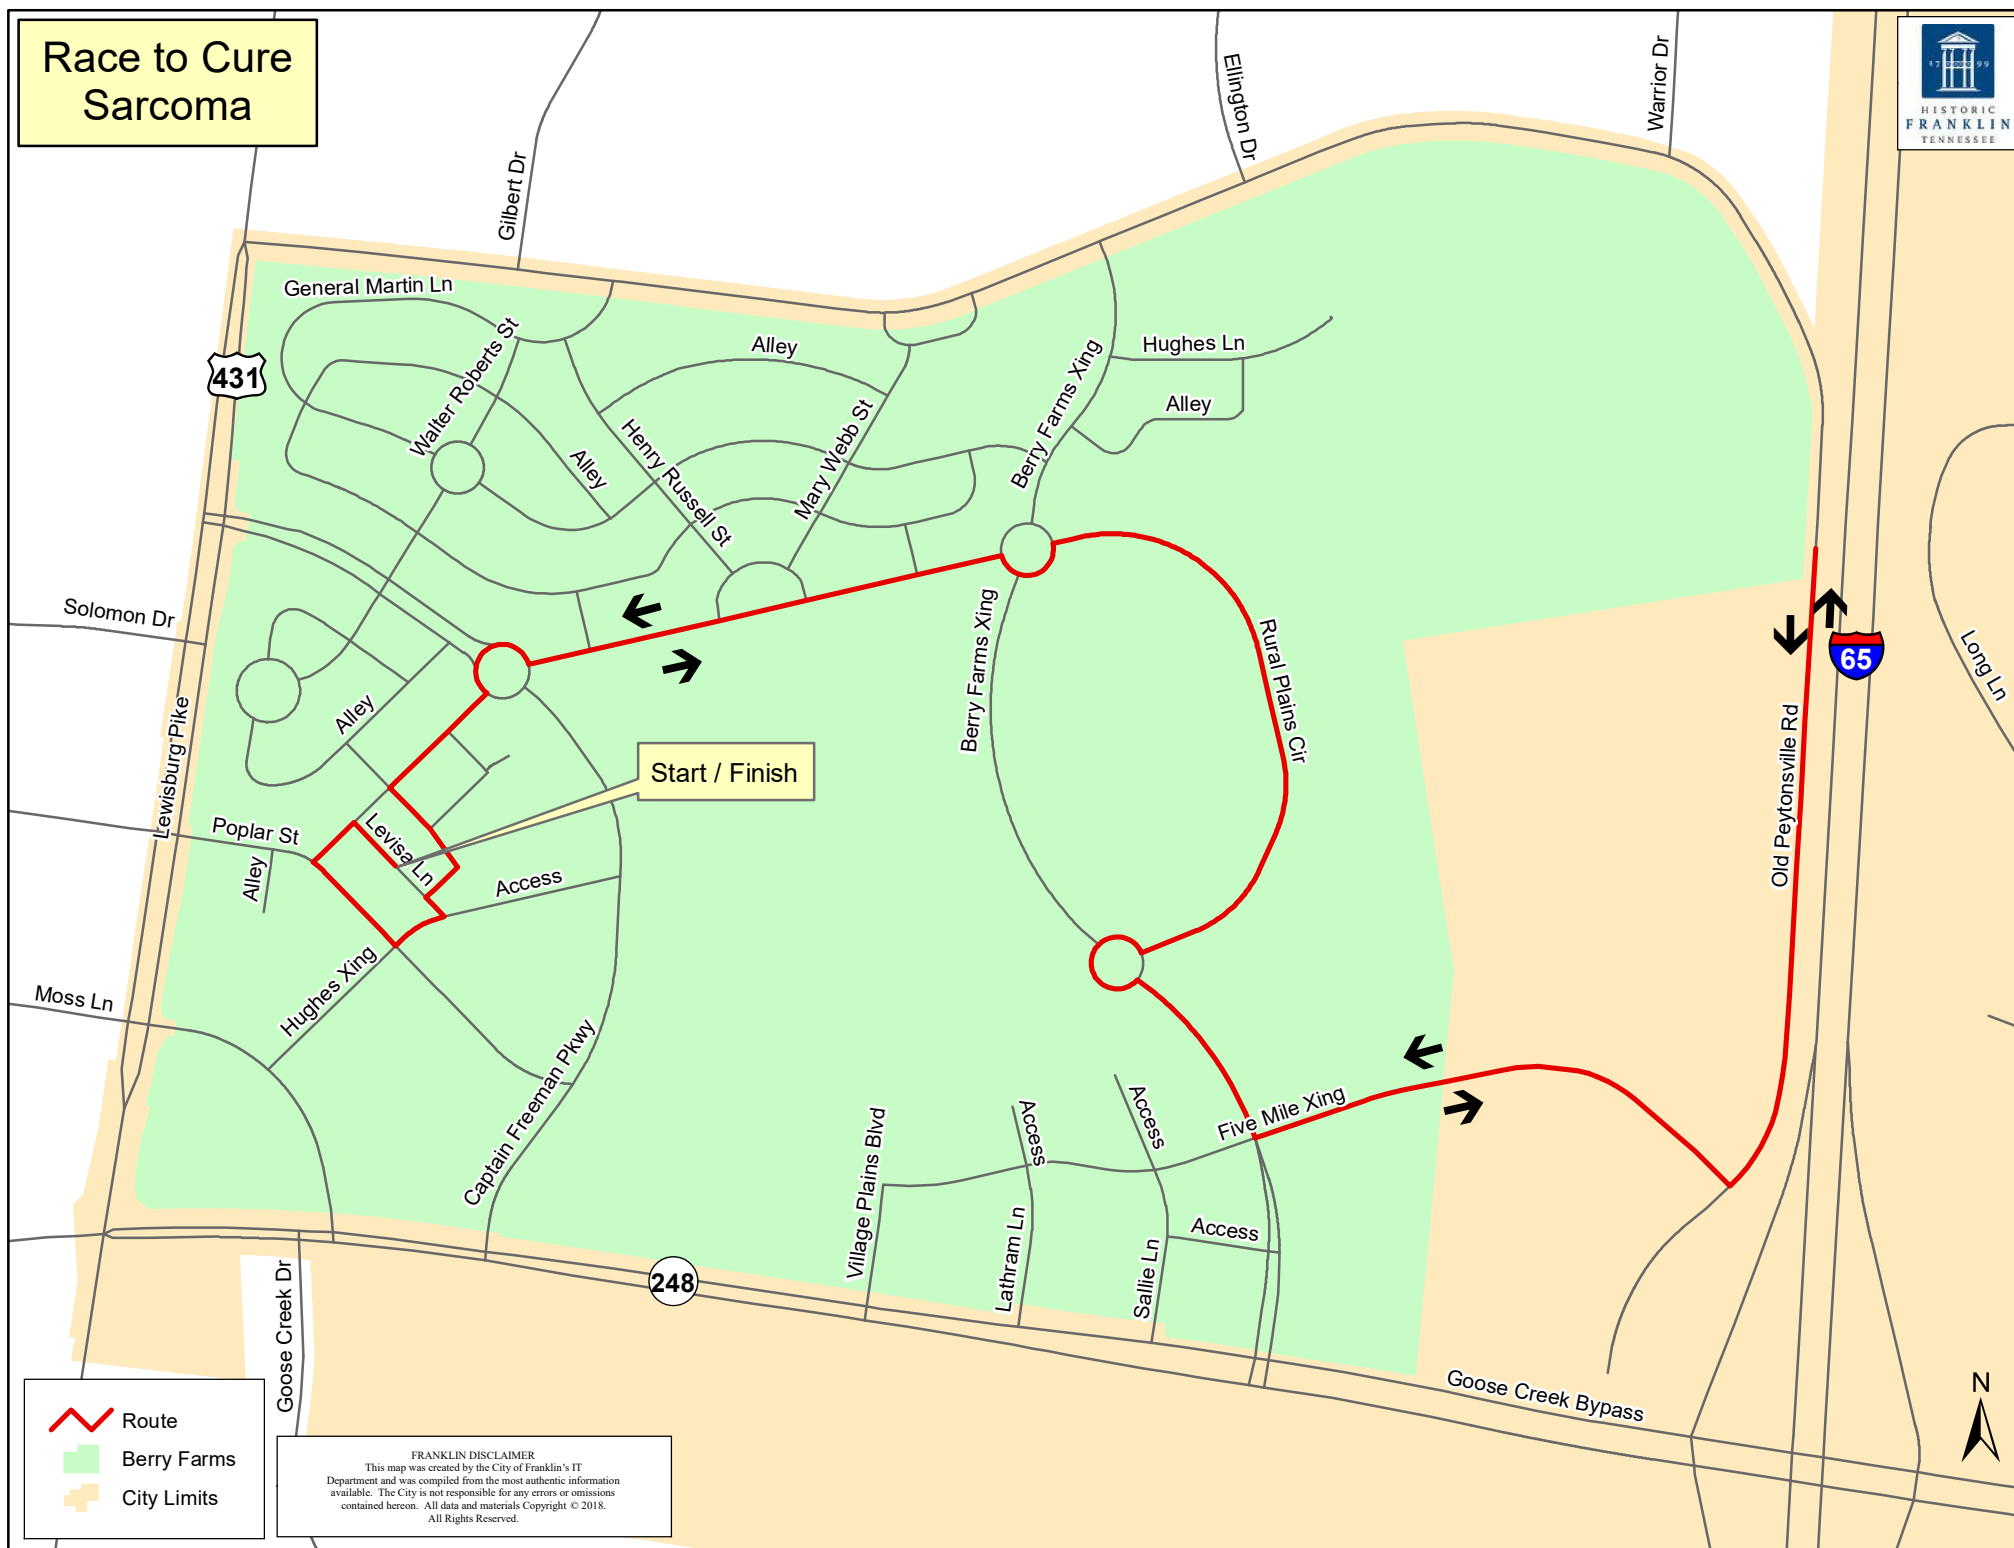 Race to Cure
Sarcoma
Ellington Dr
Warrior Dr
17 99
HISTORIC
FRANKLIN
TENNESSEE
Gilbert Dr
General Martin Ln
Walter Roberts St
Alley
Hughes Ln
431
Berry Farms Xing
Alley
Henry Russell St
Mary Webb St
Alley
Solomon Dr
Berry Farms Xing
Rural Plains Cir
65
Long Ln
Lewisburg Pike
Alley
Start / Finish
Old Peytonsville Rd
Poplar St
Levisa Ln
Alley
Access
Moss Ln
Hughes Xing
Captain Freeman Pkwy
Access
Access
Five Mile Xing
Village Plains Blvd
Lathram Ln
Sallie Ln
Access
Goose Creek Dr
248
Goose Creek Bypass
N
Route
Berry Farms
City Limits
FRANKLIN DISCLAIMER
This map was created by the City of Franklin's IT
Department and was compiled from the most authentic information
available. The City is not responsible for any errors or omissions
contained hereon. All data and materials Copyright © 2018.
All Rights Reserved.